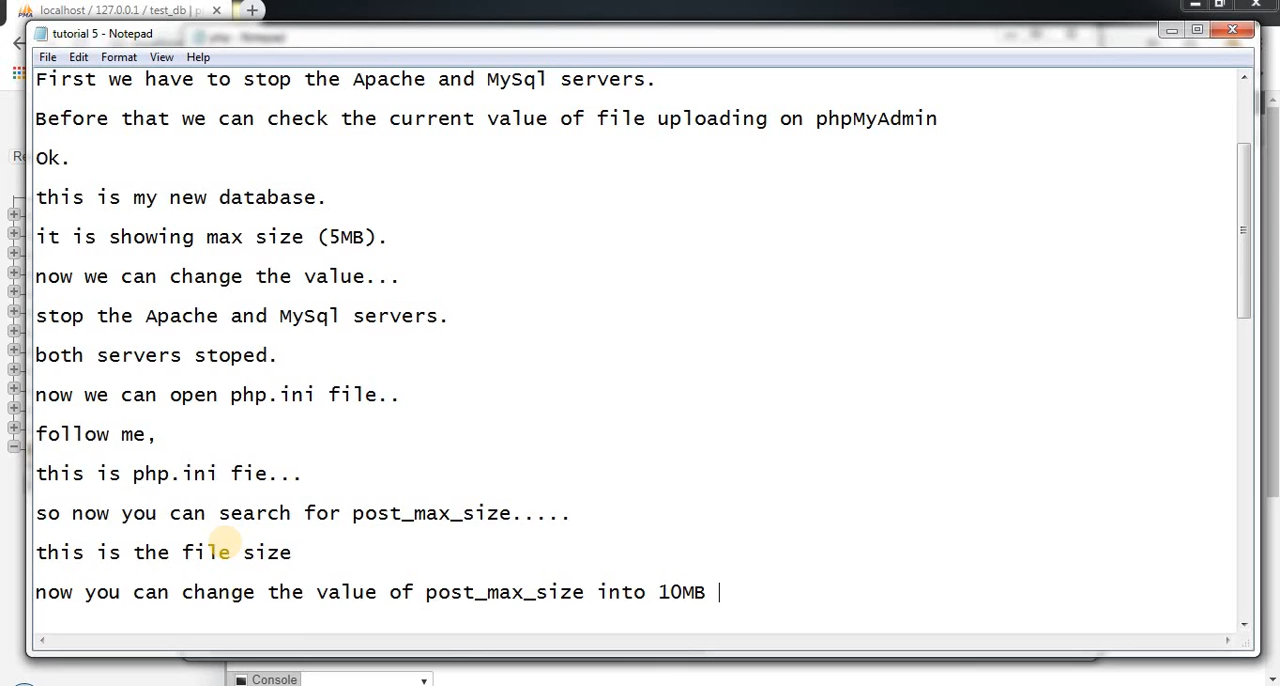 localhost / 127.0.0.1 / test_db | p
tutorial 5 - Notepad
File Edit Format View Help
First we have to stop the Apache and MySql servers.
Before that we can check the current value of file uploading on phpMyAdmin
Ok.
this is my new database.
it is showing max size (5MB).
now we can change the value...
stop the Apache and MySql servers.
both servers stoped.
now we can open php.ini file..
follow me,
this is php.ini fie...
so now you can search for post_max_size.....
this is the file size
now you can change the value of post_max_size into 10MB
Console